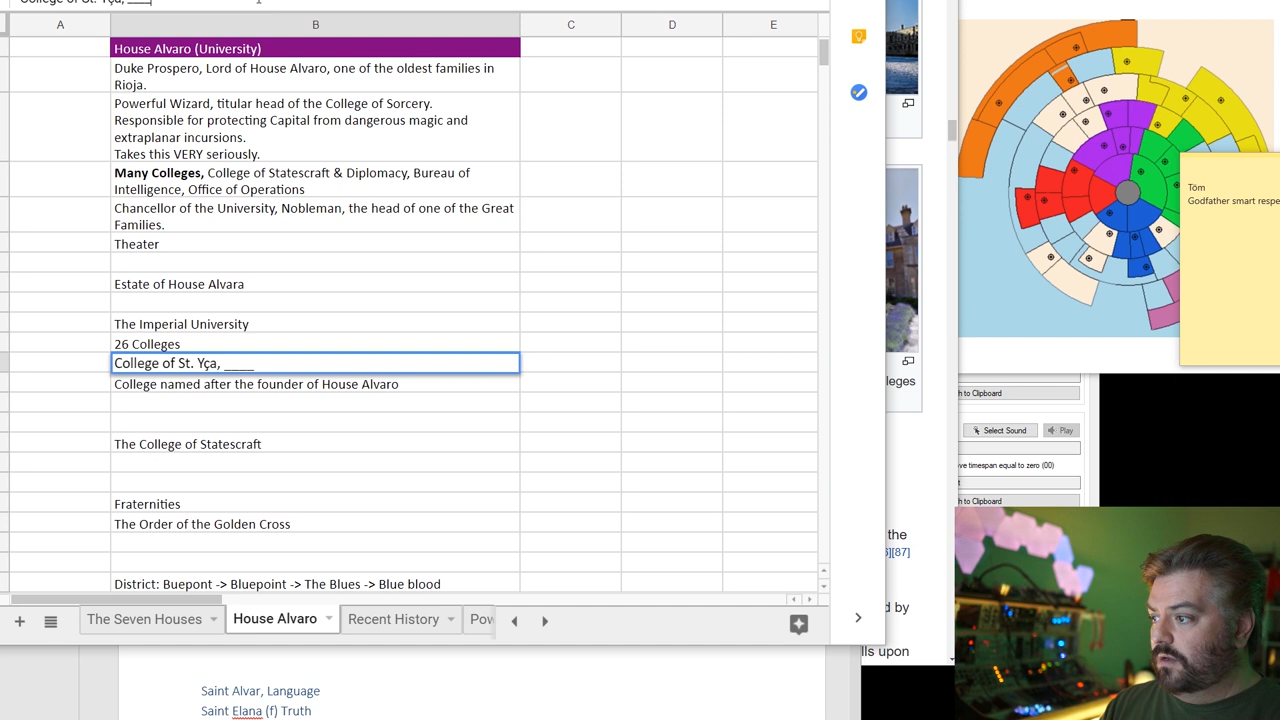 College of St. Yça, ____
A
B
C
D
E
House Alvaro (University)
Duke Prospero, Lord of House Alvaro, one of the oldest families in
Rioja.
Powerful Wizard, titular head of the College of Sorcery.
Responsible for protecting Capital from dangerous magic and
extraplanar incursions.
Takes this VERY seriously.
Many Colleges, College of Statescraft & Diplomacy, Bureau of
Intelligence, Office of Operations
Chancellor of the University, Nobleman, the head of one of the Great
Families.
Theater
Estate of House Alvara
The Imperial University
26 Colleges
College of St. Yça, ____
College named after the founder of House Alvaro
The College of Statescraft
Fraternities
The Order of the Golden Cross
District: Buepont -> Bluepoint -> The Blues -> Blue blood
The Seven Houses
House Alvaro
Recent History
Pow
Saint Alvar, Language
Saint Elana (f) Truth
leges
the
][87]
d by
lls upon
Tóm
Godfather smart respe
h to Clipboard
Select Sound
Play
ve timespan equal to zero (00)
t
h to Clipboard